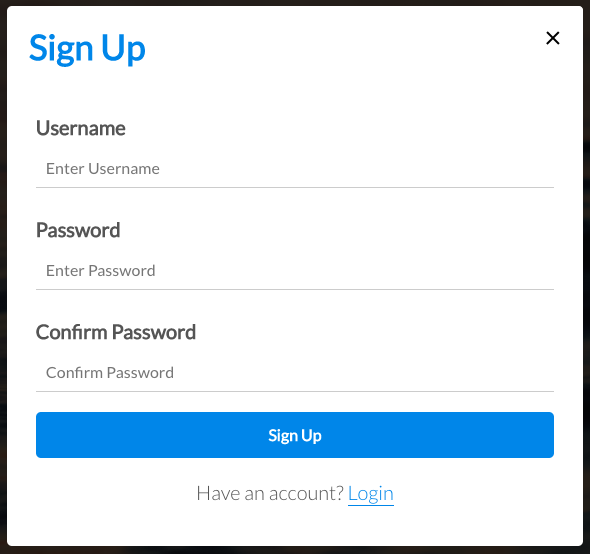 Sign Up
Username
Enter Username
Password
Enter Password
Confirm Password
Confirm Password
Sign Up
Have an account? Login